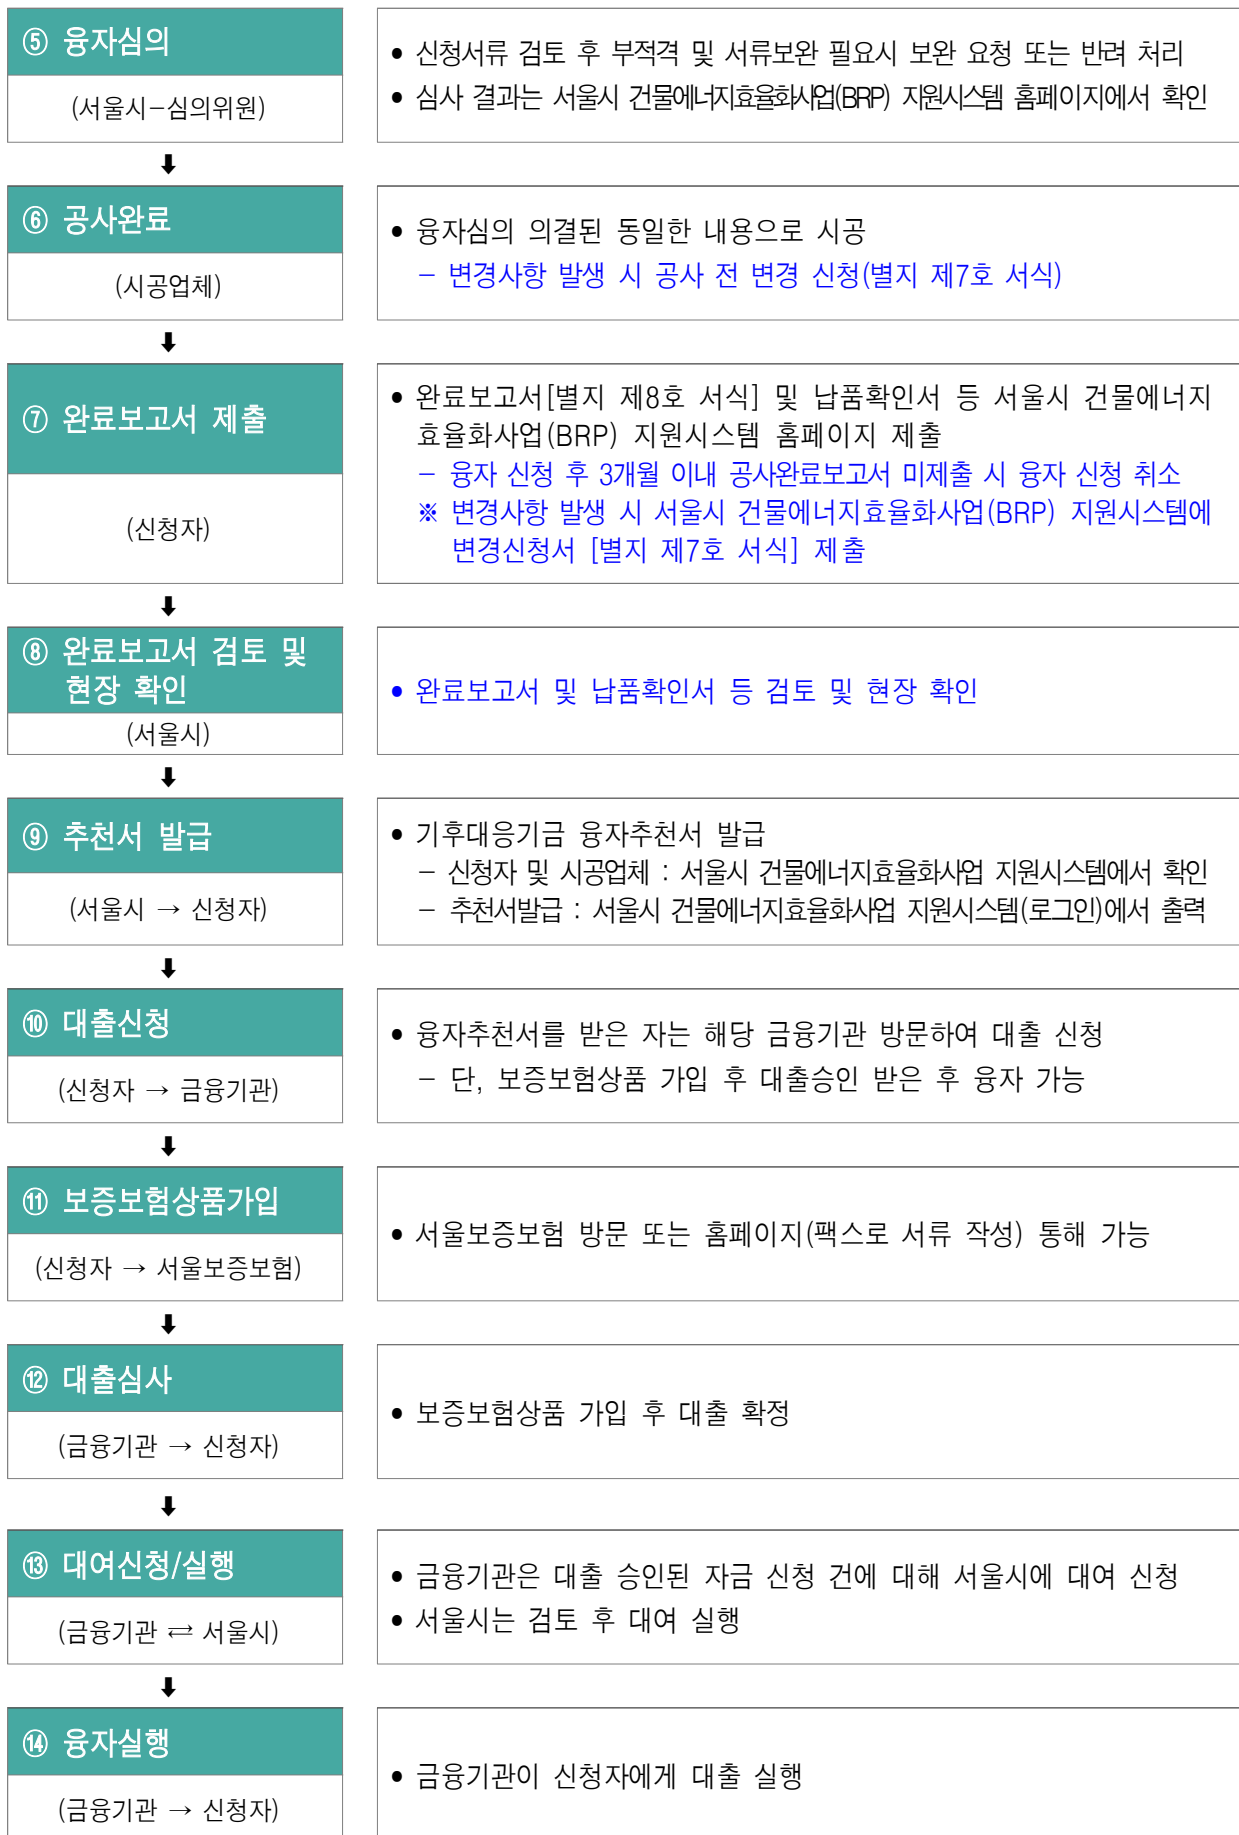 ⑤ 융자심의
(서울시-심의위원)
• 신청서류 검토 후 부적격 및 서류보완 필요시 보완 요청 또는 반려 처리
• 심사 결과는 서울시 건물에너지효율화사업(BRP) 지원시스템 홈페이지에서 확인
⬇
⑥ 공사완료
(시공업체)
• 융자심의 의결된 동일한 내용으로 시공
- 변경사항 발생 시 공사 전 변경 신청(별지 제7호 서식)
⬇
⑦ 완료보고서 제출
(신청자)
• 완료보고서[별지 제8호 서식] 및 납품확인서 등 서울시 건물에너지
효율화사업(BRP) 지원시스템 홈페이지 제출
- 융자 신청 후 3개월 이내 공사완료보고서 미제출 시 융자 신청 취소
※ 변경사항 발생 시 서울시 건물에너지효율화사업(BRP) 지원시스템에
변경신청서 [별지 제7호 서식] 제출
⬇
⑧ 완료보고서 검토 및
현장 확인
(서울시)
• 완료보고서 및 납품확인서 등 검토 및 현장 확인
⬇
⑨ 추천서 발급
(서울시 → 신청자)
• 기후대응기금 융자추천서 발급
- 신청자 및 시공업체 : 서울시 건물에너지효율화사업 지원시스템에서 확인
- 추천서발급 : 서울시 건물에너지효율화사업 지원시스템(로그인)에서 출력
⬇
⑩ 대출신청
(신청자 → 금융기관)
• 융자추천서를 받은 자는 해당 금융기관 방문하여 대출 신청
- 단, 보증보험상품 가입 후 대출승인 받은 후 융자 가능
⬇
⑪ 보증보험상품가입
(신청자 → 서울보증보험)
• 서울보증보험 방문 또는 홈페이지(팩스로 서류 작성) 통해 가능
⬇
⑫ 대출심사
(금융기관 → 신청자)
• 보증보험상품 가입 후 대출 확정
⬇
⑬ 대여신청/실행
(금융기관 ⇄ 서울시)
• 금융기관은 대출 승인된 자금 신청 건에 대해 서울시에 대여 신청
• 서울시는 검토 후 대여 실행
⬇
⑭ 융자실행
(금융기관 → 신청자)
• 금융기관이 신청자에게 대출 실행